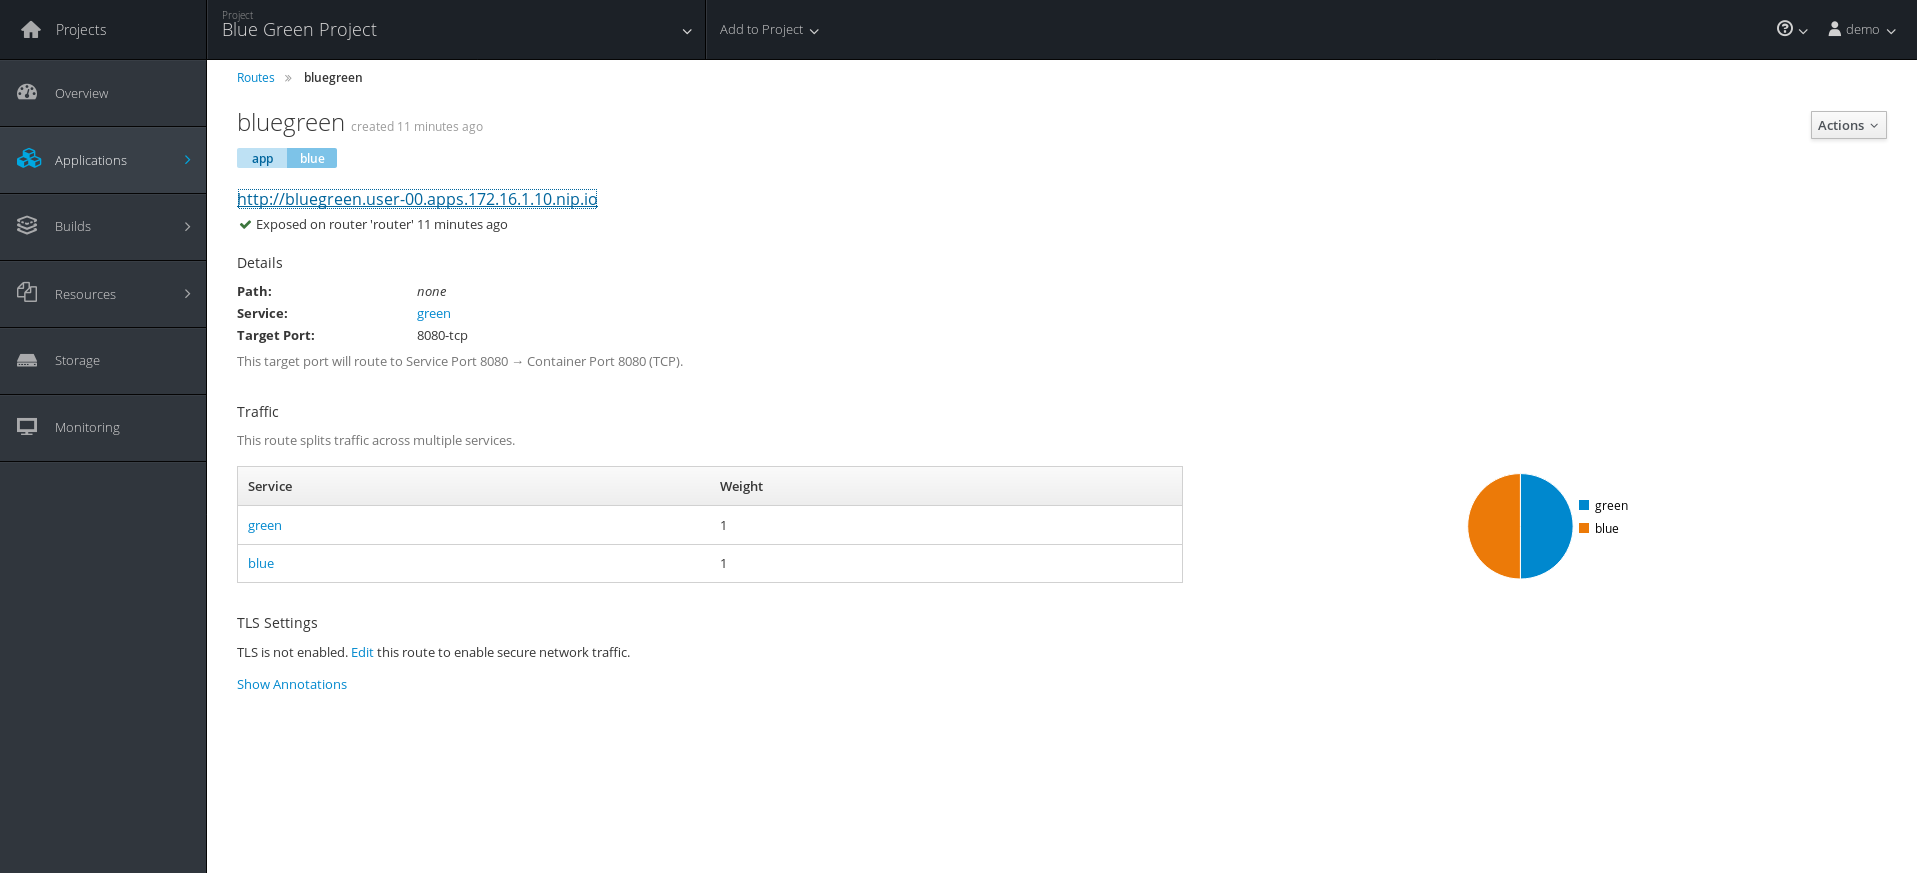 Projects
Project
Blue Green Project
Add to Project
demo
Overview
Applications
Builds
Resources
Storage
Monitoring
Routes » bluegreen
bluegreen created 11 minutes ago
Actions
app blue
http://bluegreen.user-00.apps.172.16.1.10.nip.io
Exposed on router 'router' 11 minutes ago
Details
Path: none
Service: green
Target Port: 8080-tcp
This target port will route to Service Port 8080 → Container Port 8080 (TCP).
Traffic
This route splits traffic across multiple services.
Service Weight
green 1
blue 1
green
blue
TLS Settings
TLS is not enabled. Edit this route to enable secure network traffic.
Show Annotations